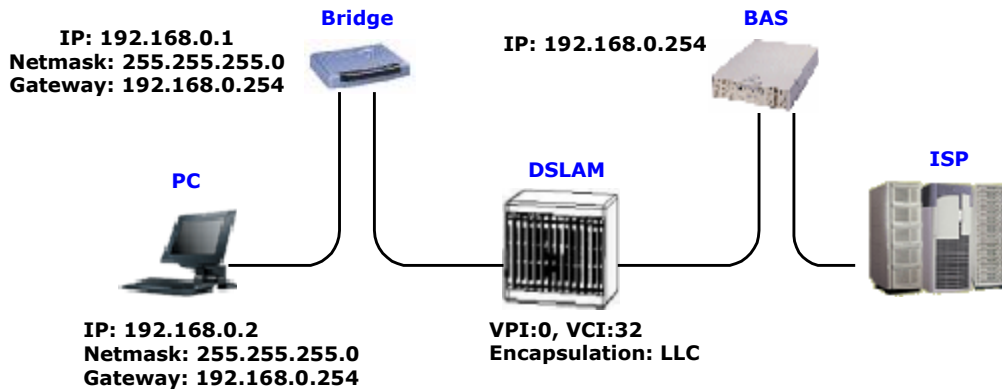 Bridge
IP: 192.168.0.1
Netmask: 255.255.255.0
Gateway: 192.168.0.254
BAS
IP: 192.168.0.254
PC
DSLAM
ISP
IP: 192.168.0.2
Netmask: 255.255.255.0
Gateway: 192.168.0.254
VPI:0, VCI:32
Encapsulation: LLC